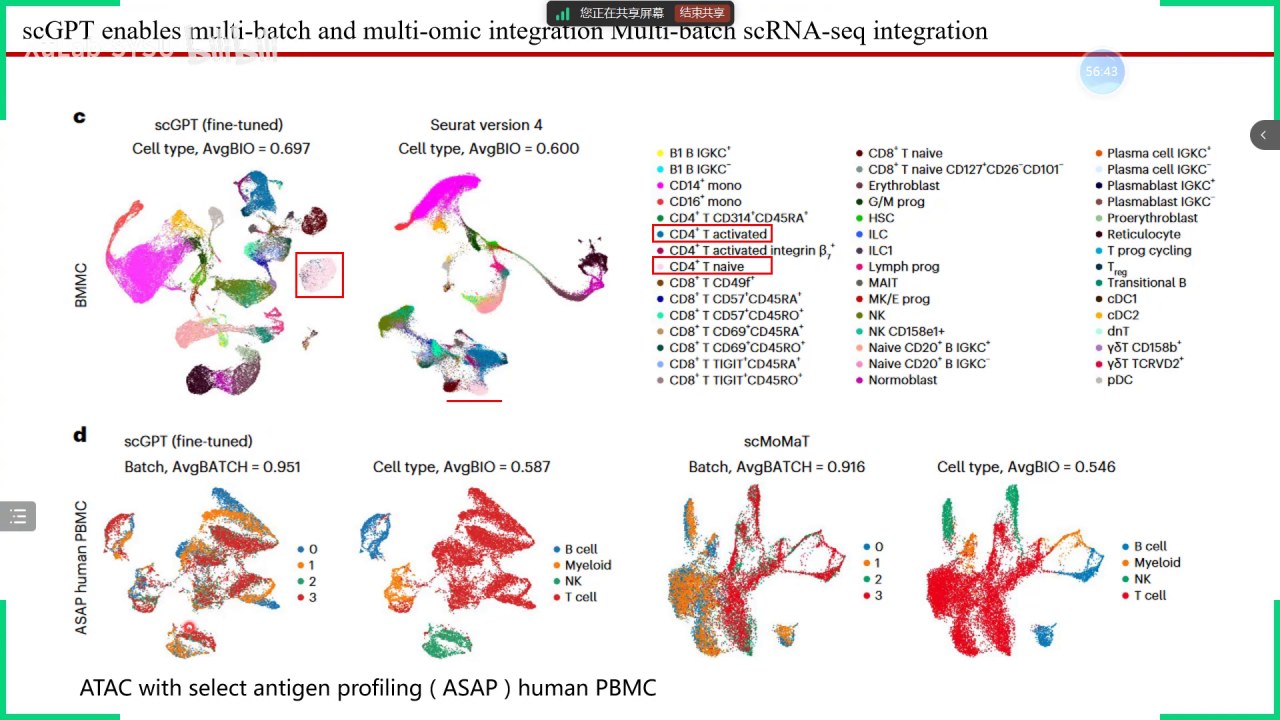 您正在共享屏幕 结束共享
scGPT enables multi-batch and multi-omic integration Multi-batch scRNA-seq integration
56:43
c
scGPT (fine-tuned)
Cell type, AvgBIO = 0.697
Seurat version 4
Cell type, AvgBIO = 0.600
BMMC
B1 B IGKC⁺
B1 B IGKC⁻
CD14⁺ mono
CD16⁺ mono
CD4⁺ T CD314⁺CD45RA⁺
CD4⁺ T activated
CD4⁺ T activated integrin β₇⁺
CD4⁺ T naive
CD8⁺ T CD49f⁺
CD8⁺ T CD57⁺CD45RA⁺
CD8⁺ T CD57⁺CD45RO⁺
CD8⁺ T CD69⁺CD45RA⁺
CD8⁺ T CD69⁺CD45RO⁺
CD8⁺ T TIGIT⁺CD45RA⁺
CD8⁺ T TIGIT⁺CD45RO⁺
CD8⁺ T naive
CD8⁺ T naive CD127⁺CD26⁻CD101⁻
Erythroblast
G/M prog
HSC
ILC
ILC1
Lymph prog
MAIT
MK/E prog
NK
NK CD158e1+
Naive CD20⁺ B IGKC⁺
Naive CD20⁺ B IGKC⁻
Normoblast
Plasma cell IGKC⁺
Plasma cell IGKC⁻
Plasmablast IGKC⁺
Plasmablast IGKC⁻
Proerythroblast
Reticulocyte
T prog cycling
Treg
Transitional B
cDC1
cDC2
dnT
γδT CD158b⁺
γδT TCRVD2⁺
pDC
d
scGPT (fine-tuned)
Batch, AvgBATCH = 0.951
Cell type, AvgBIO = 0.587
scMoMaT
Batch, AvgBATCH = 0.916
Cell type, AvgBIO = 0.546
ASAP human PBMC
0
1
2
3
B cell
Myeloid
NK
T cell
0
1
2
3
B cell
Myeloid
NK
T cell
ATAC with select antigen profiling ( ASAP ) human PBMC